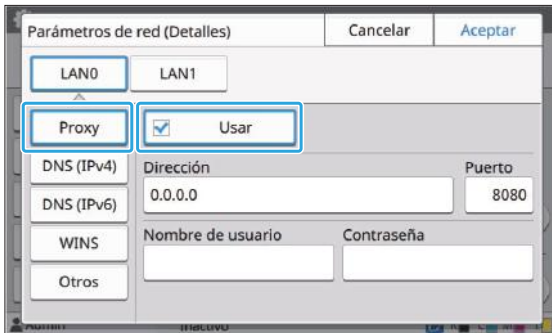 Parámetros de red (Detalles) Cancelar Aceptar
LAN0 LAN1
Proxy Usar
DNS (IPv4) Dirección Puerto
DNS (IPv6) 0.0.0.0 8080
WINS Nombre de usuario Contraseña
Otros
Admin Inactivo